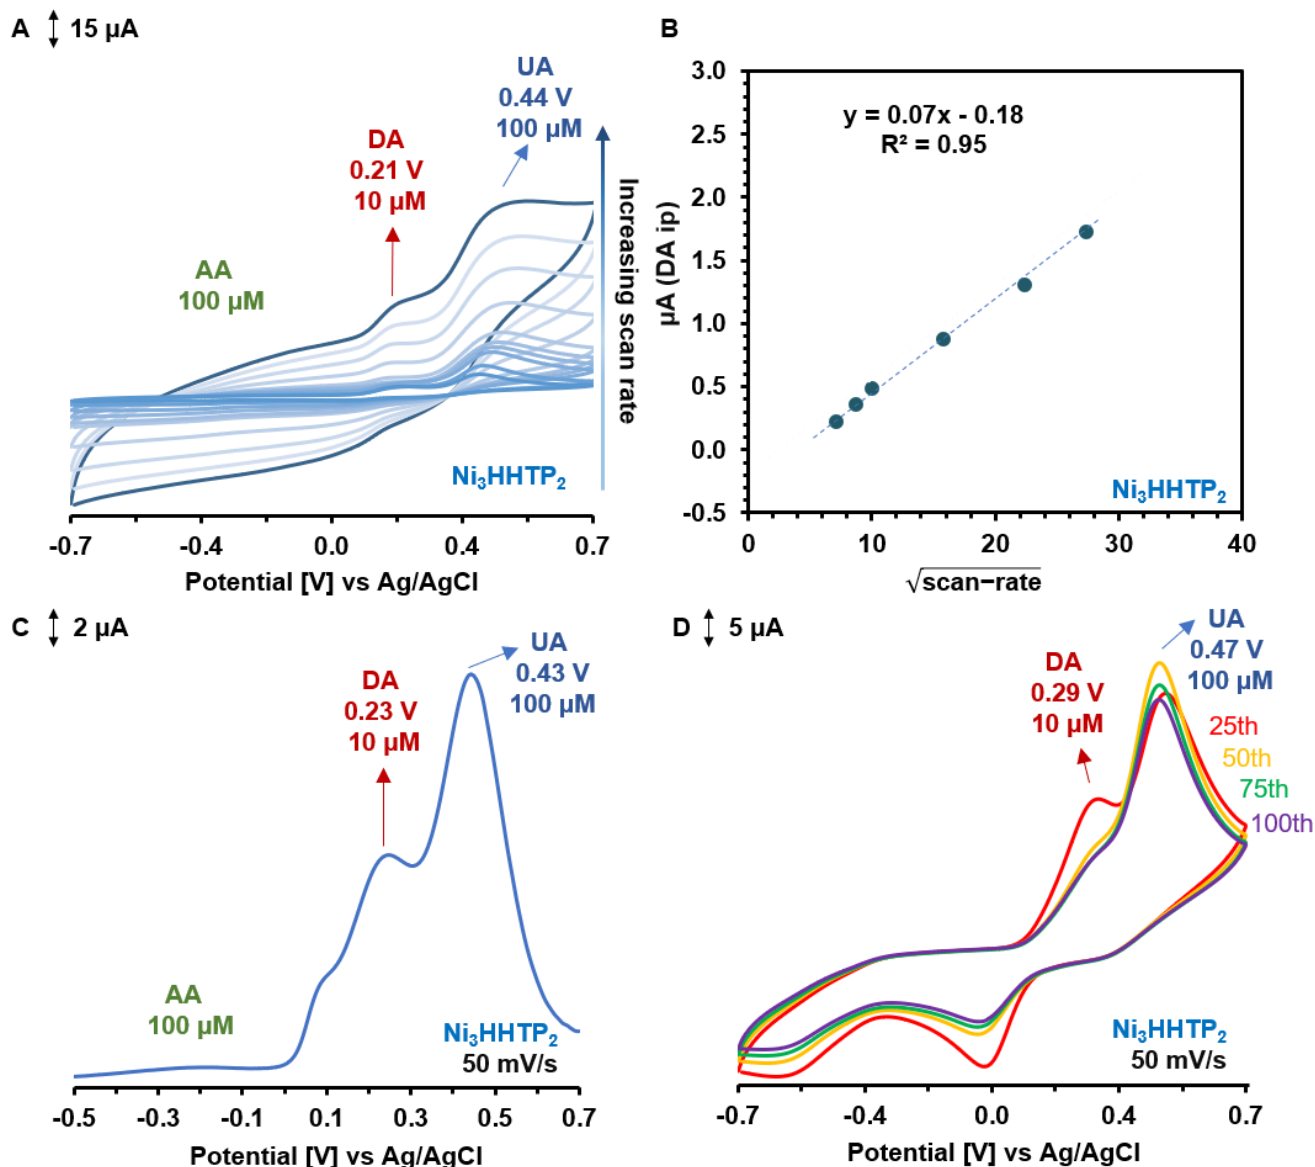 A
15 µA
UA
0.44 V
100 µM
DA
0.21 V
10 µM
AA
100 µM
Increasing scan rate
Ni3HHTP2
-0.7 -0.4 0.0 0.4 0.7
Potential [V] vs Ag/AgCl
B
y = 0.07x - 0.18
R² = 0.95
3.0
2.5
2.0
1.5
1.0
0.5
0.0
-0.5
µA (DA ip)
Ni3HHTP2
0 10 20 30 40
√scan−rate
C
2 µA
UA
0.43 V
100 µM
DA
0.23 V
10 µM
AA
100 µM
Ni3HHTP2
50 mV/s
-0.5 -0.3 -0.1 0.1 0.3 0.5 0.7
Potential [V] vs Ag/AgCl
D
5 µA
UA
0.47 V
100 µM
DA
0.29 V
10 µM
25th
50th
75th
100th
Ni3HHTP2
50 mV/s
-0.7 -0.4 0.0 0.4 0.7
Potential [V] vs Ag/AgCl